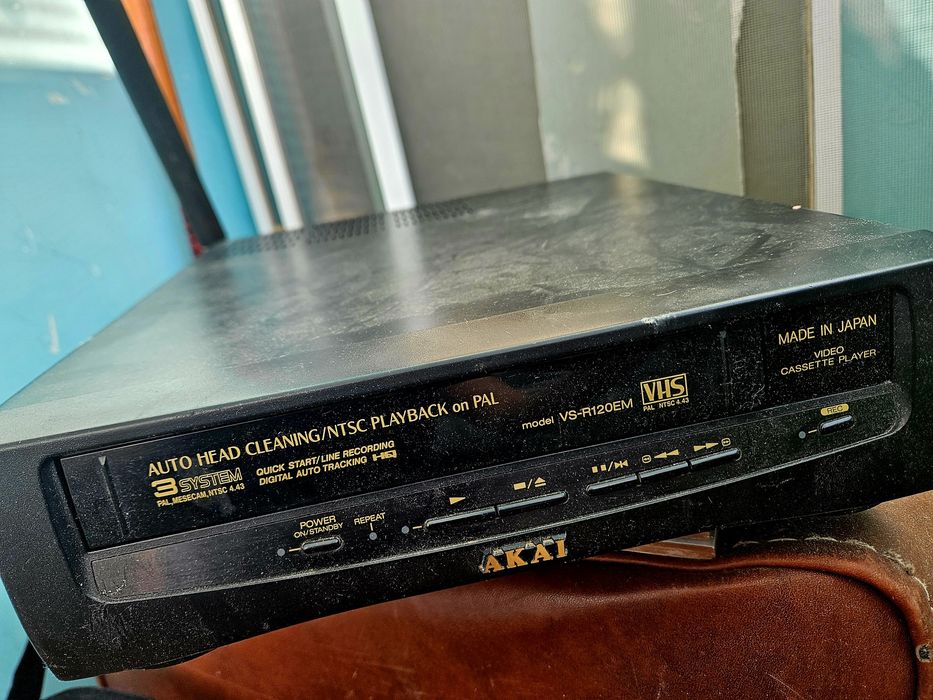 AUTO HEAD CLEANING/NTSC PLAYBACK on PAL
3 SYSTEM
PAL,MESECAM,NTSC 4.43
QUICK START/LINE RECORDING
DIGITAL AUTO TRACKING HQ
model VS-R120EM
VHS
PAL NTSC 4.43
MADE IN JAPAN
VIDEO
CASSETTE PLAYER
POWER
ON/STANDBY
REPEAT
REC
AKAI